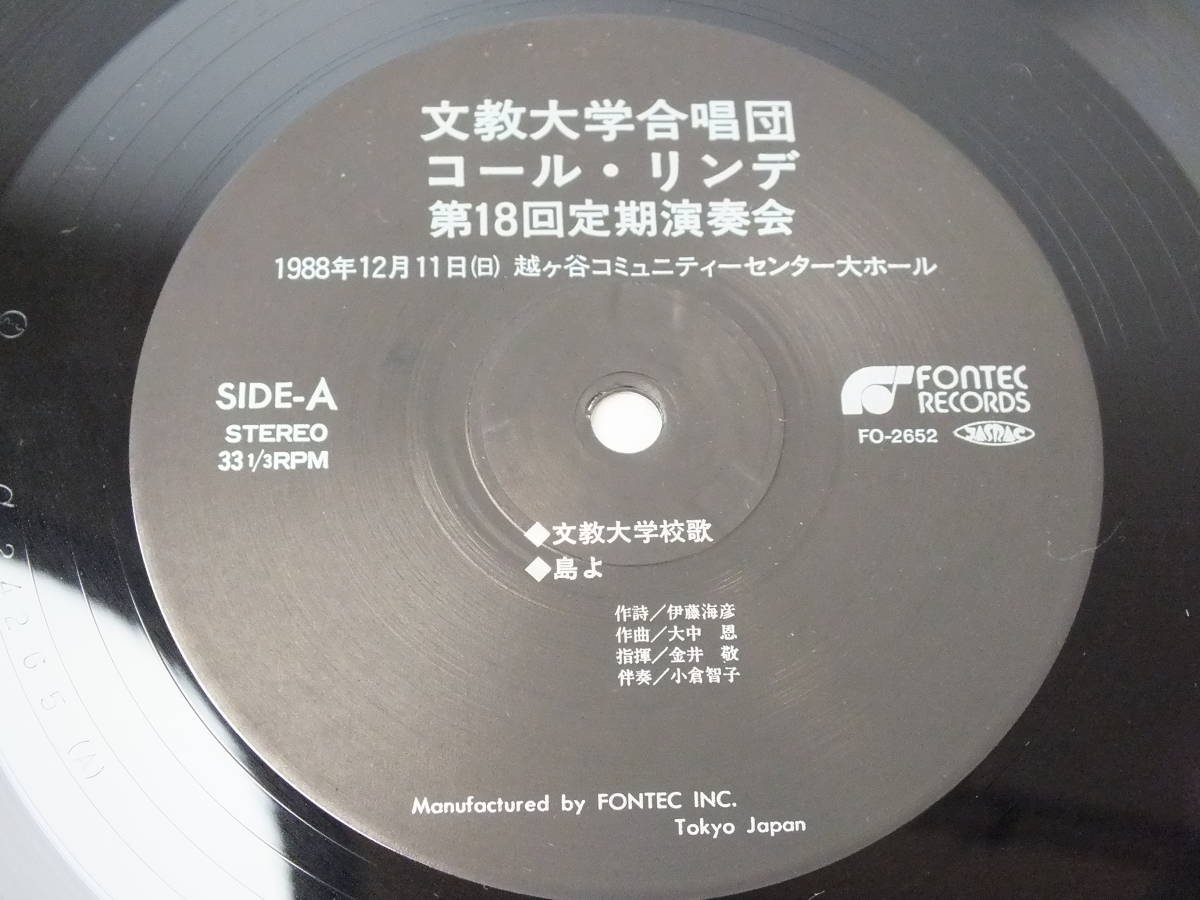 文教大学合唱団
コール・リンデ
第18回定期演奏会
1988年12月11日(日) 越ヶ谷コミュニティーセンター大ホール
SIDE-A
STEREO
33 1/3RPM
FONTEC
RECORDS
FO-2652 JASRAC
◆文教大学校歌
◆島よ
作詩/伊藤海彦
作曲/大中 恩
指揮/金井 敬
伴奏/小倉智子
Manufactured by FONTEC INC.
Tokyo Japan